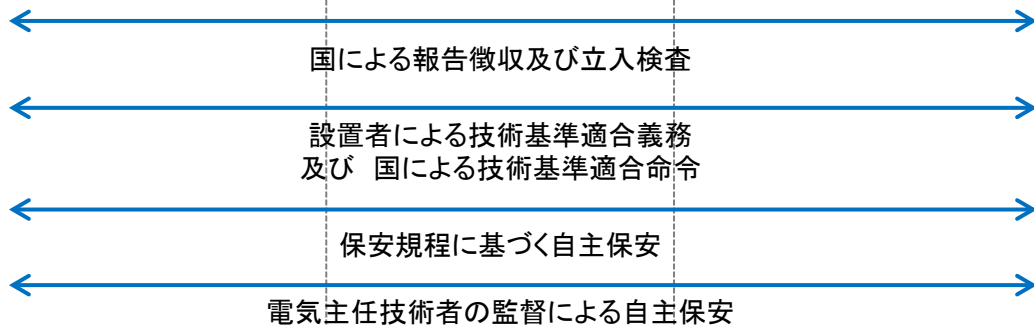 国による報告徴収及び立入検査
設置者による技術基準適合義務
及び　国による技術基準適合命令
保安規程に基づく自主保安
電気主任技術者の監督による自主保安